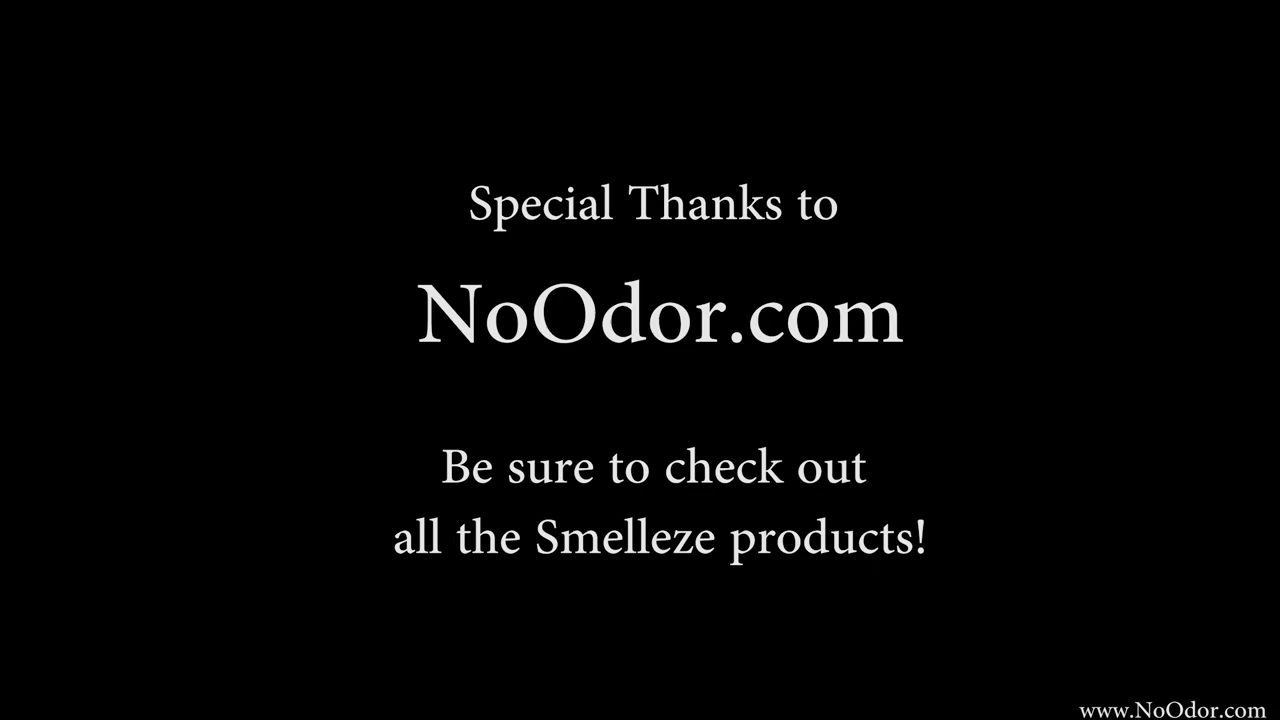 Special Thanks to
NoOdor.com
Be sure to check out
all the Smelleze products!
www.NoOdor.com